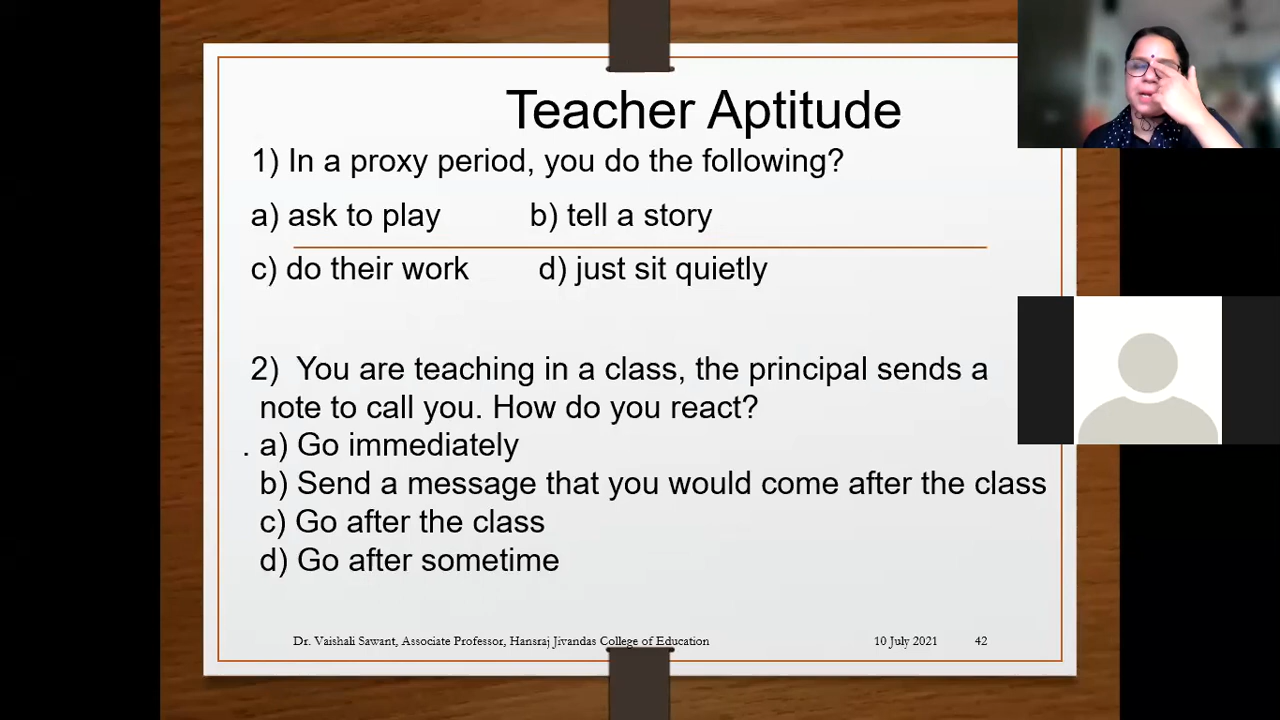 Teacher Aptitude
1) In a proxy period, you do the following?
a) ask to play b) tell a story
c) do their work d) just sit quietly
2) You are teaching in a class, the principal sends a
note to call you. How do you react?
. a) Go immediately
b) Send a message that you would come after the class
c) Go after the class
d) Go after sometime
Dr. Vaishali Sawant, Associate Professor, Hansraj Jivandas College of Education 10 July 2021 42